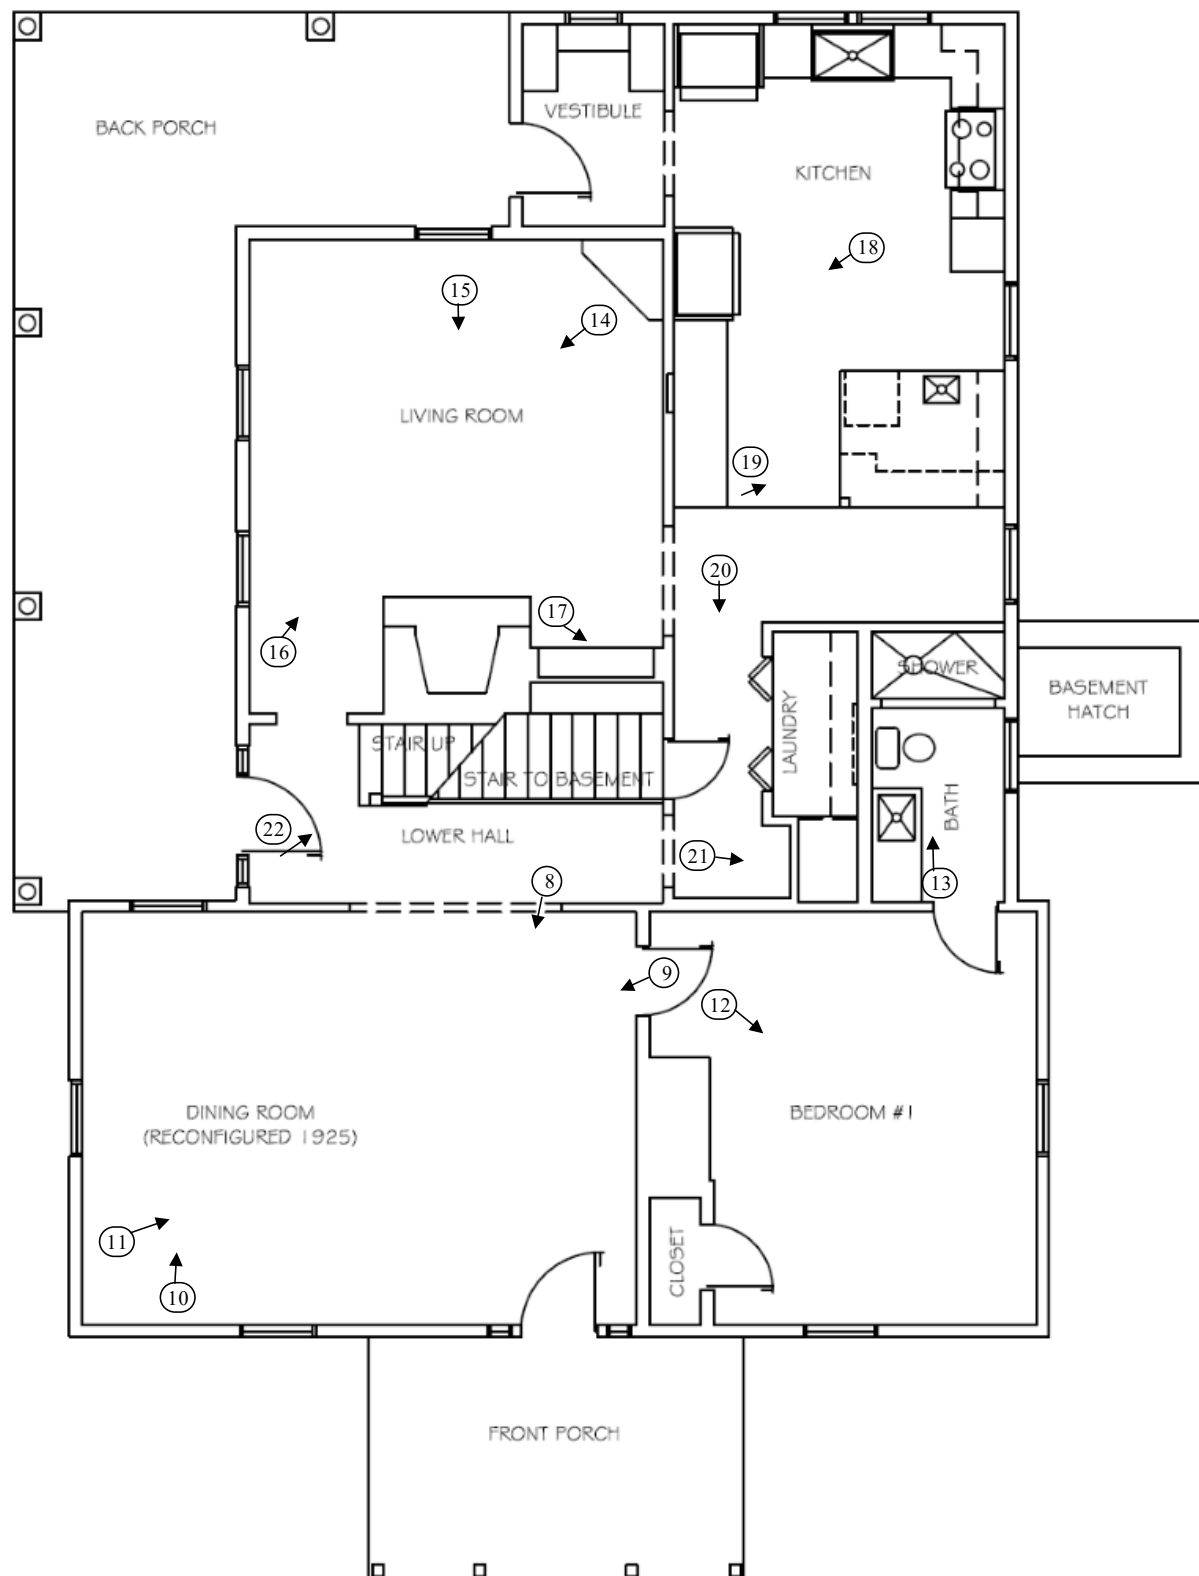 BACK PORCH
VESTIBULE
KITCHEN
18
15
14
LIVING ROOM
19
20
17
16
SHOWER
BASEMENT
HATCH
LAUNDRY
STAIR UP
STAIR TO BASEMENT
BATH
22
LOWER HALL
21
13
8
9
12
DINING ROOM
(RECONFIGURED 1925)
BEDROOM #1
11
10
CLOSET
FRONT PORCH